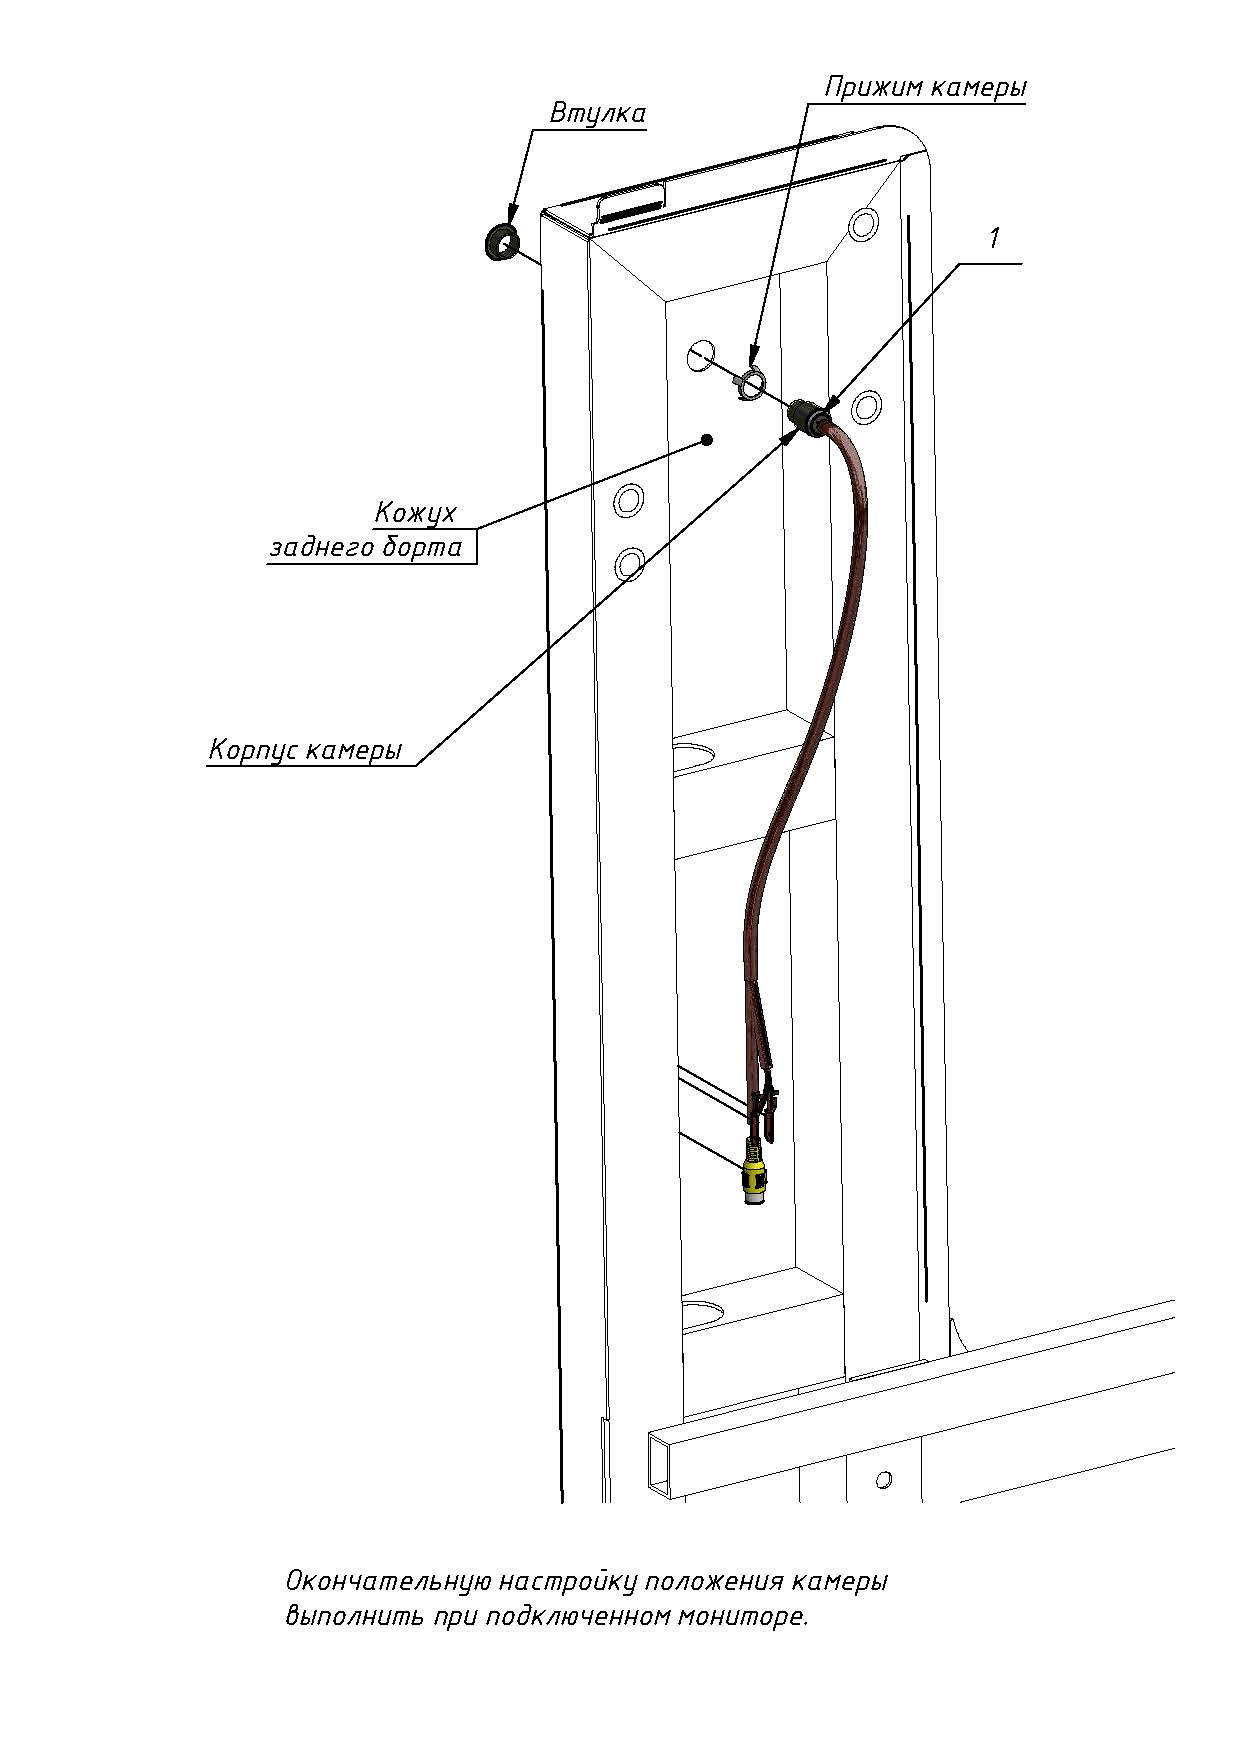 Прижим камеры
Втулка
1
Кожух
заднего борта
Корпус камеры
Окончательную настройку положения камеры
выполнить при подключенном мониторе.